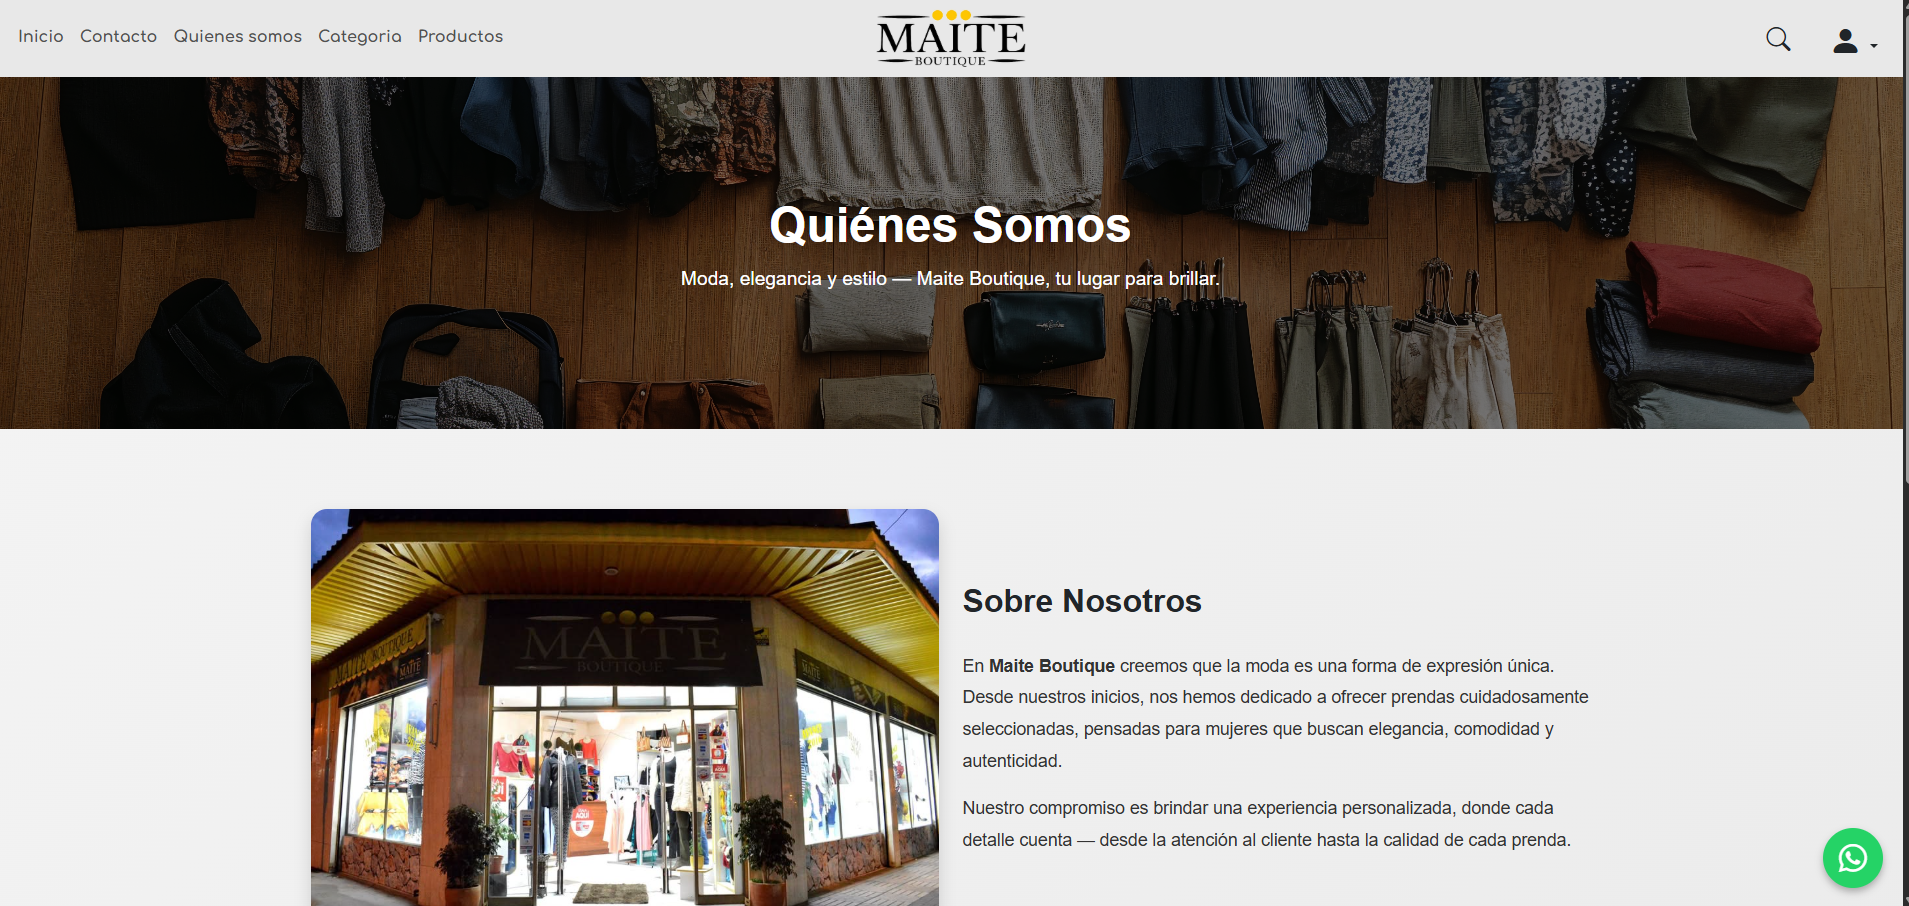 Inicio Contacto Quienes somos Categoria Productos
MAITE
BOUTIQUE
Quiénes Somos
Moda, elegancia y estilo — Maite Boutique, tu lugar para brillar.
MAITE
BOUTIQUE
MAITE BOUTIQUE
MAITE
Sobre Nosotros
En Maite Boutique creemos que la moda es una forma de expresión única.
Desde nuestros inicios, nos hemos dedicado a ofrecer prendas cuidadosamente
seleccionadas, pensadas para mujeres que buscan elegancia, comodidad y
autenticidad.
Nuestro compromiso es brindar una experiencia personalizada, donde cada
detalle cuenta — desde la atención al cliente hasta la calidad de cada prenda.